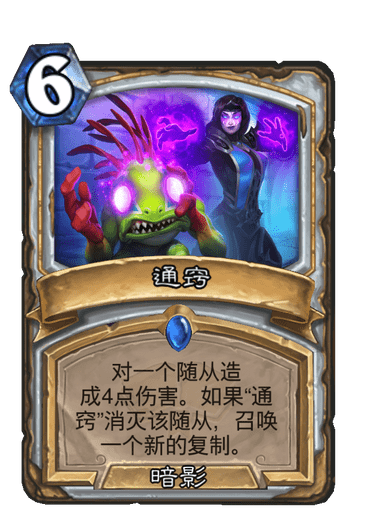 6
通窍
对一个随从造
成4点伤害。如果“通
窍”消灭该随从，召唤
一个新的复制。
暗影